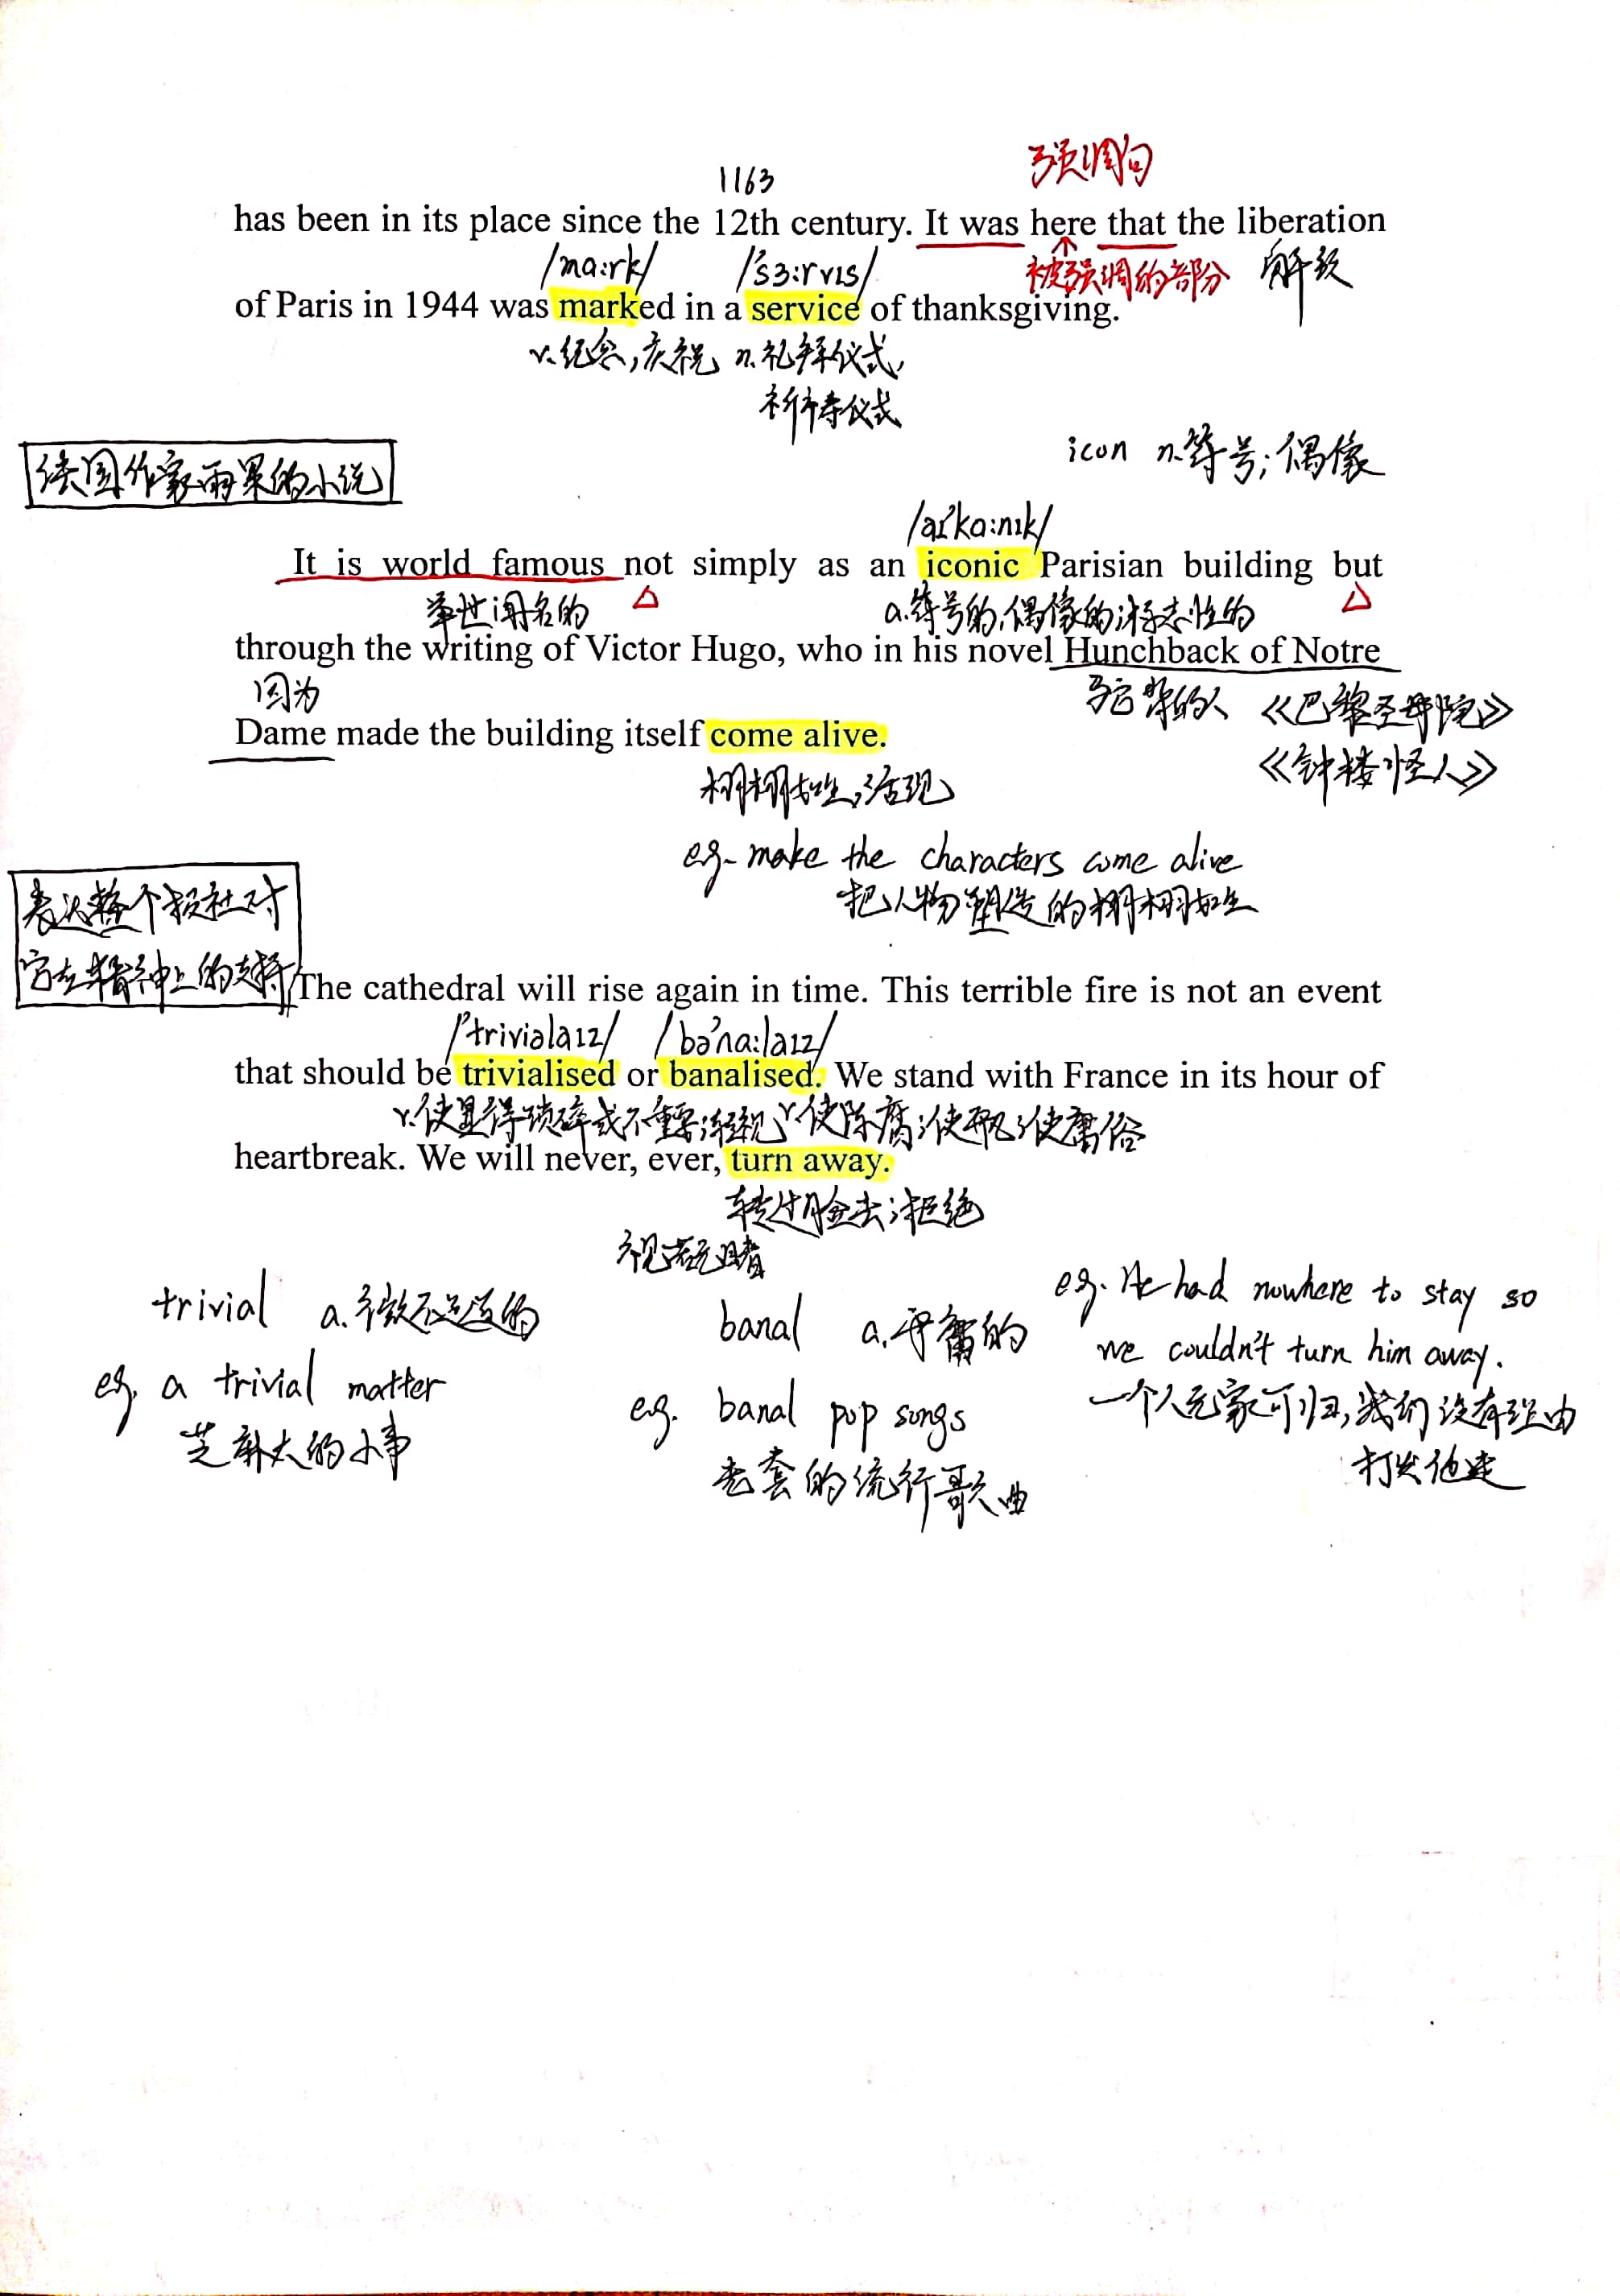 1163 强调句
has been in its place since the 12th century. It was here that the liberation
/mɑ:rk/ /'sɜ:rvɪs/ 被强调的部分 解放
of Paris in 1944 was marked in a service of thanksgiving.
v.纪念,庆祝 n.礼拜仪式,
祈祷仪式
icon n.符号;偶像
法国作家雨果的小说
/aɪ'kɑ:nɪk/
It is world famous not simply as an iconic Parisian building but
举世闻名的 △ a.符号的,偶像的;标志性的 △
through the writing of Victor Hugo, who in his novel Hunchback of Notre
因为 驼背的人 《巴黎圣母院》
Dame made the building itself come alive.
《钟楼怪人》
栩栩如生,活现
eg. make the characters come alive
把人物塑造的栩栩如生
表达整个报社对
它在精神上的支持
The cathedral will rise again in time. This terrible fire is not an event
/'trivialaɪz/ /bə'nɑ:laɪz/
that should be trivialised or banalised. We stand with France in its hour of
v.使显得琐碎或不重要;轻视 v.使陈腐;使庸俗
heartbreak. We will never, ever, turn away.
转过脸去;拒绝
视若无睹
trivial a.微不足道的
eg. a trivial matter
芝麻大的小事
banal a.平庸的
eg. banal pop songs
老套的流行歌曲
eg. He had nowhere to stay so
we couldn't turn him away.
一个人无家可归,我们没有理由
打发他走